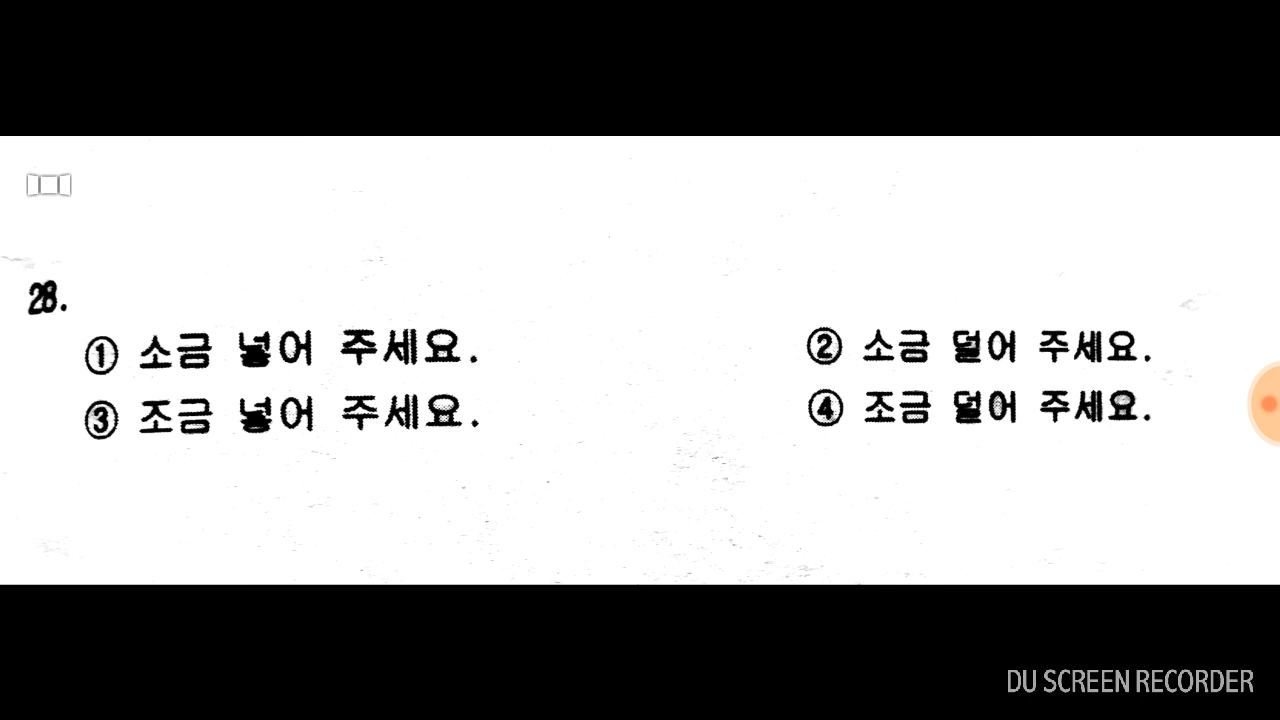 28.
① 소금 넣어 주세요. ② 소금 덜어 주세요.
③ 조금 넣어 주세요. ④ 조금 덜어 주세요.
DU SCREEN RECORDER